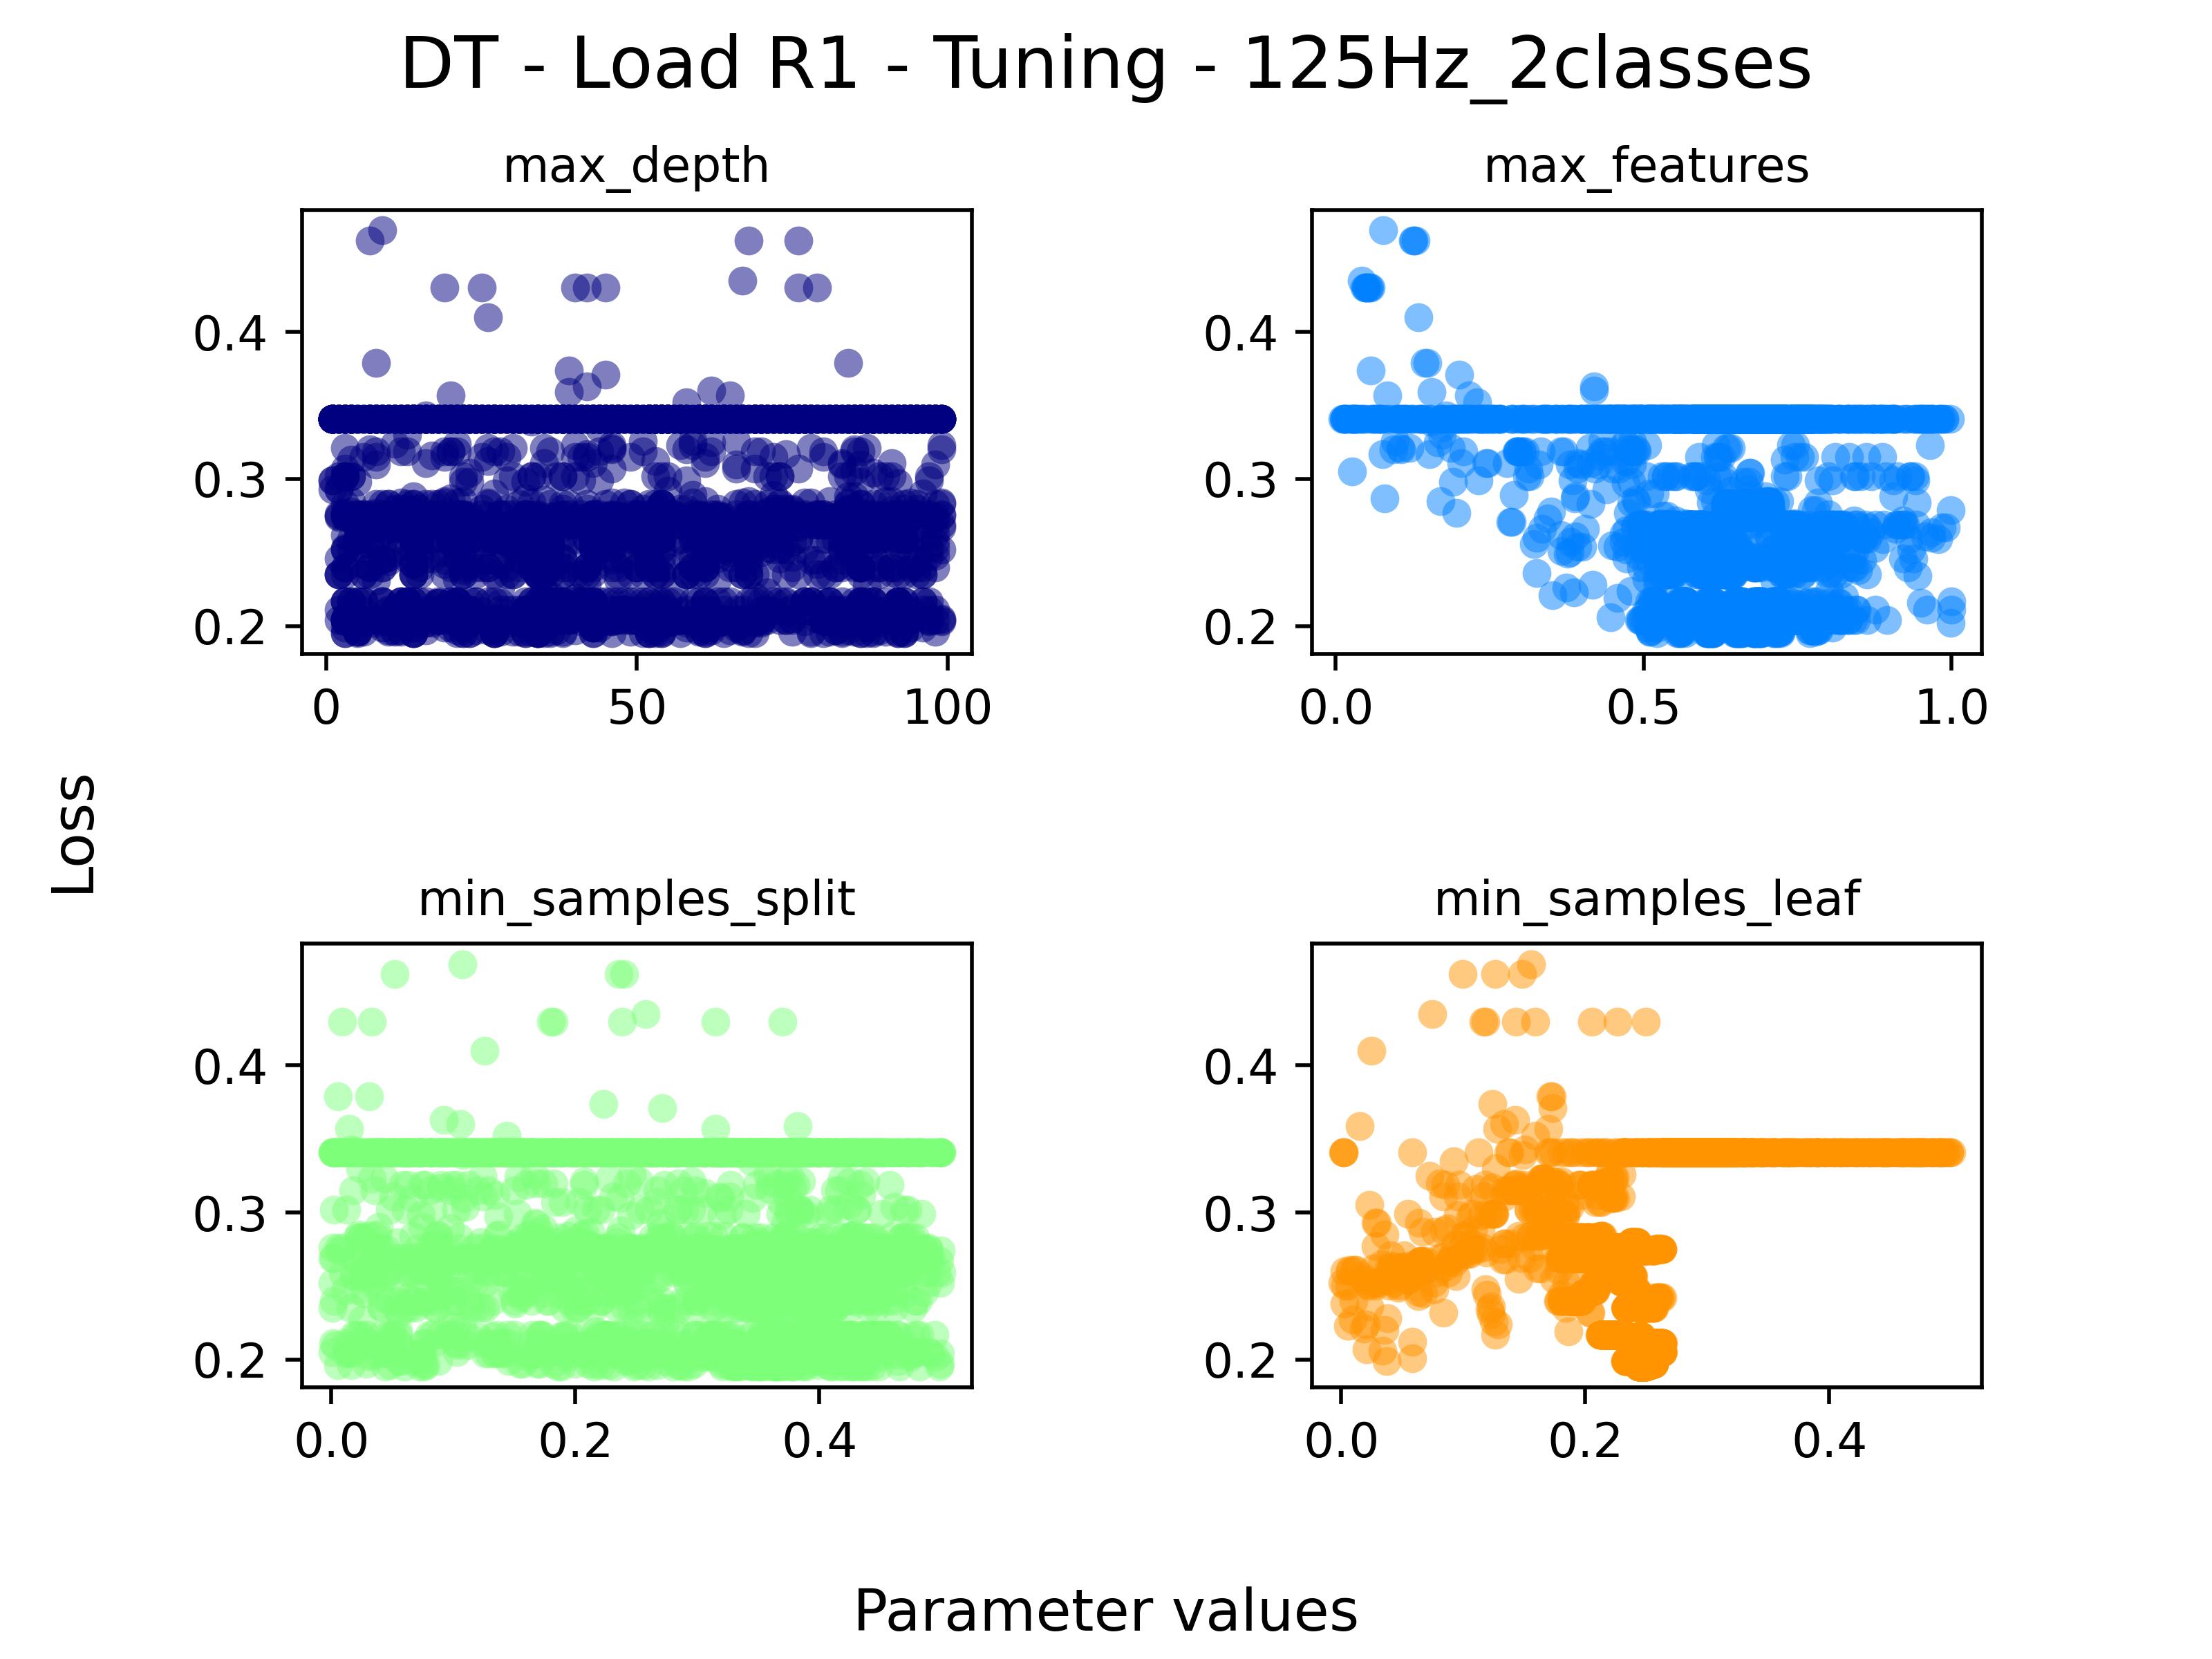 DT - Load R1 - Tuning - 125Hz_2classes
max_depth
max_features
0.4
0.3
0.2
0 50 100
0.4
0.3
0.2
0.0 0.5 1.0
Loss
min_samples_split
min_samples_leaf
0.4
0.3
0.2
0.0 0.2 0.4
0.4
0.3
0.2
0.0 0.2 0.4
Parameter values